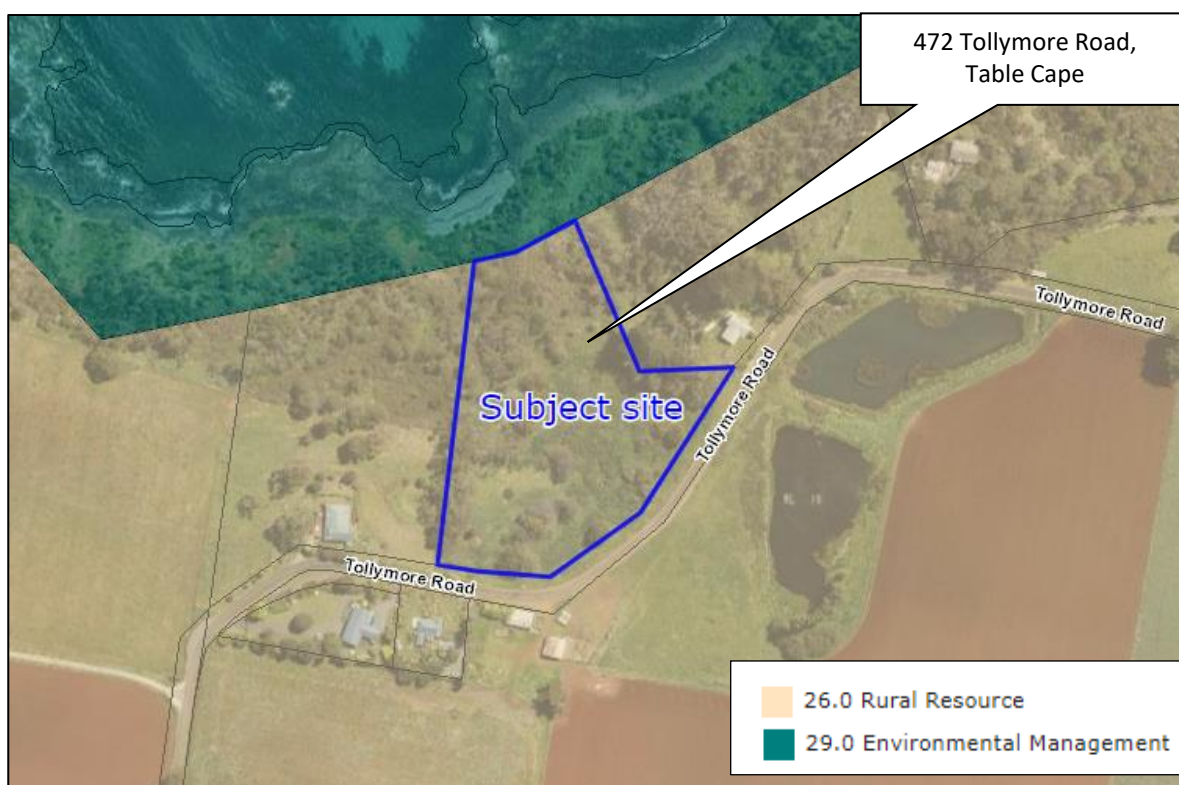 472 Tollymore Road,
Table Cape
Tollymore Road
Subject site
Tollymore Road
Tollymore Road
26.0 Rural Resource
29.0 Environmental Management